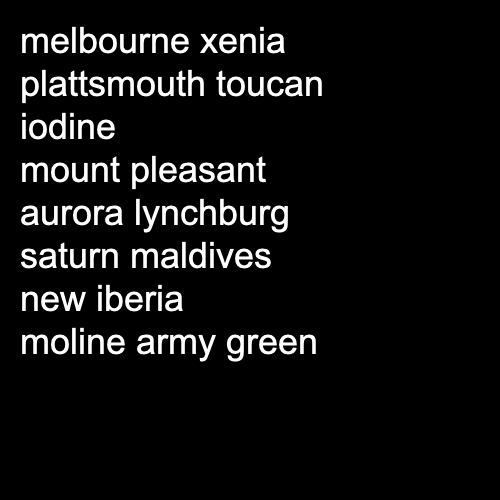 melbourne xenia
plattsmouth toucan
iodine
mount pleasant
aurora lynchburg
saturn maldives
new iberia
moline army green